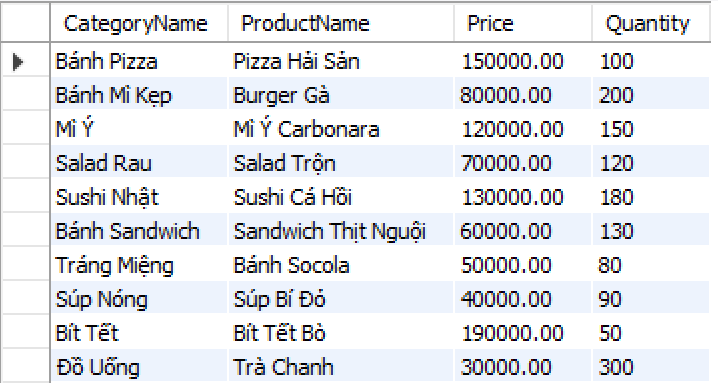 CategoryName ProductName Price Quantity
Bánh Pizza Pizza Hải Sản 150000.00 100
Bánh Mì Kẹp Burger Gà 80000.00 200
Mì Ý Mì Ý Carbonara 120000.00 150
Salad Rau Salad Trộn 70000.00 120
Sushi Nhật Sushi Cá Hồi 130000.00 180
Bánh Sandwich Sandwich Thịt Nguội 60000.00 130
Tráng Miệng Bánh Socola 50000.00 80
Súp Nóng Súp Bí Đỏ 40000.00 90
Bít Tết Bít Tết Bò 190000.00 50
Đồ Uống Trà Chanh 30000.00 300